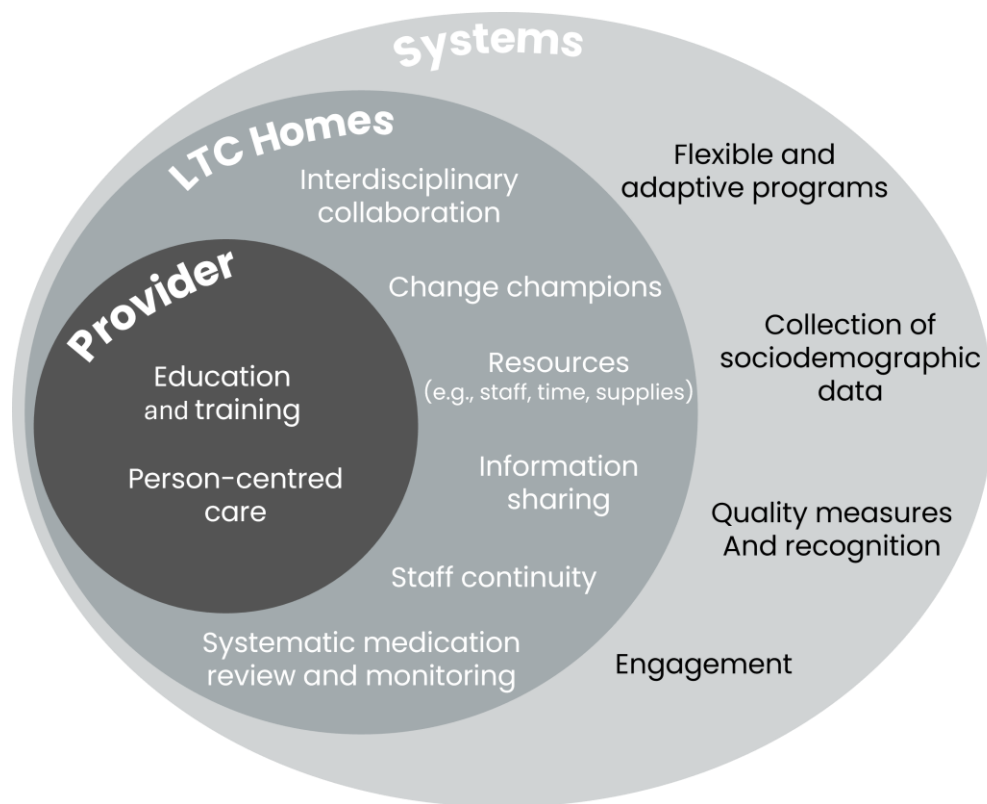 Systems
LTC Homes
Provider
Education
and training
Person-centred
care
Interdisciplinary
collaboration
Change champions
Resources
(e.g., staff, time, supplies)
Information
sharing
Staff continuity
Systematic medication
review and monitoring
Flexible and
adaptive programs
Collection of
sociodemographic
data
Quality measures
And recognition
Engagement